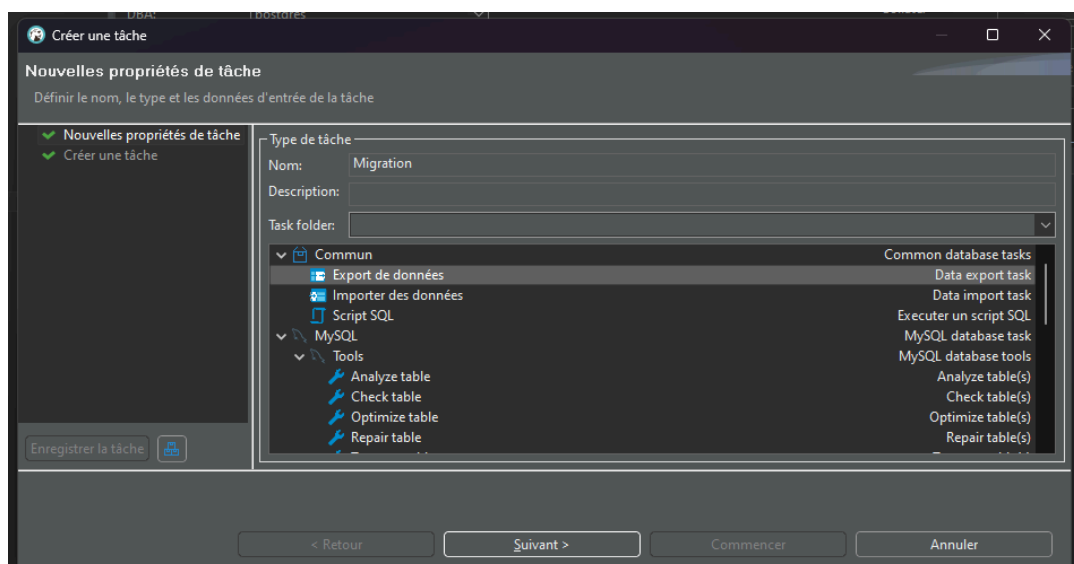 DBA: postgres
Créer une tâche
Nouvelles propriétés de tâche
Définir le nom, le type et les données d'entrée de la tâche
Nouvelles propriétés de tâche
Créer une tâche
Type de tâche
Nom: Migration
Description:
Task folder:
Commun Common database tasks
Export de données Data export task
Importer des données Data import task
Script SQL Executer un script SQL
MySQL MySQL database task
Tools MySQL database tools
Analyze table Analyze table(s)
Check table Check table(s)
Optimize table Optimize table(s)
Repair table Repair table(s)
Enregistrer la tâche
< Retour Suivant > Commencer Annuler